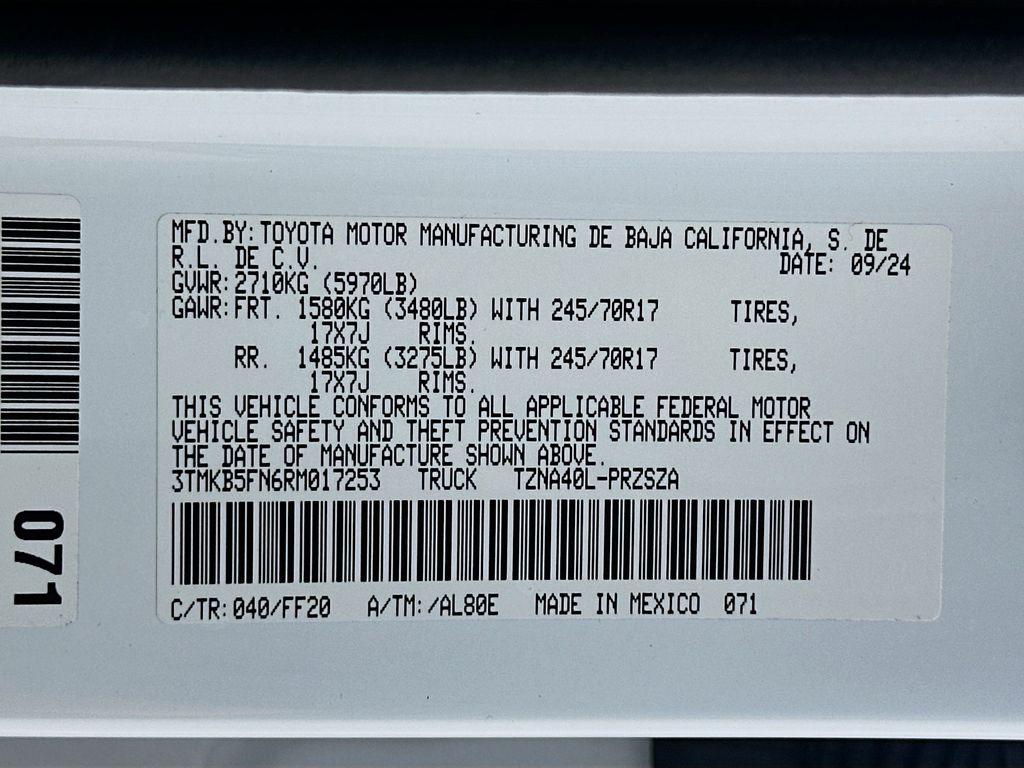 MFD.BY:TOYOTA MOTOR MANUFACTURING DE BAJA CALIFORNIA, S. DE
R.L. DE C.V.
DATE: 09/24
GVWR:2710KG (5970LB)
GAWR:FRT. 1580KG (3480LB) WITH 245/70R17 TIRES,
17X7J RIMS.
RR. 1485KG (3275LB) WITH 245/70R17 TIRES,
17X7J RIMS.
THIS VEHICLE CONFORMS TO ALL APPLICABLE FEDERAL MOTOR
VEHICLE SAFETY AND THEFT PREVENTION STANDARDS IN EFFECT ON
THE DATE OF MANUFACTURE SHOWN ABOVE.
3TMKB5FN6RM017253 TRUCK TZNA40L-PRZSZA
C/TR:040/FF20 A/TM:/AL80E MADE IN MEXICO 071
071